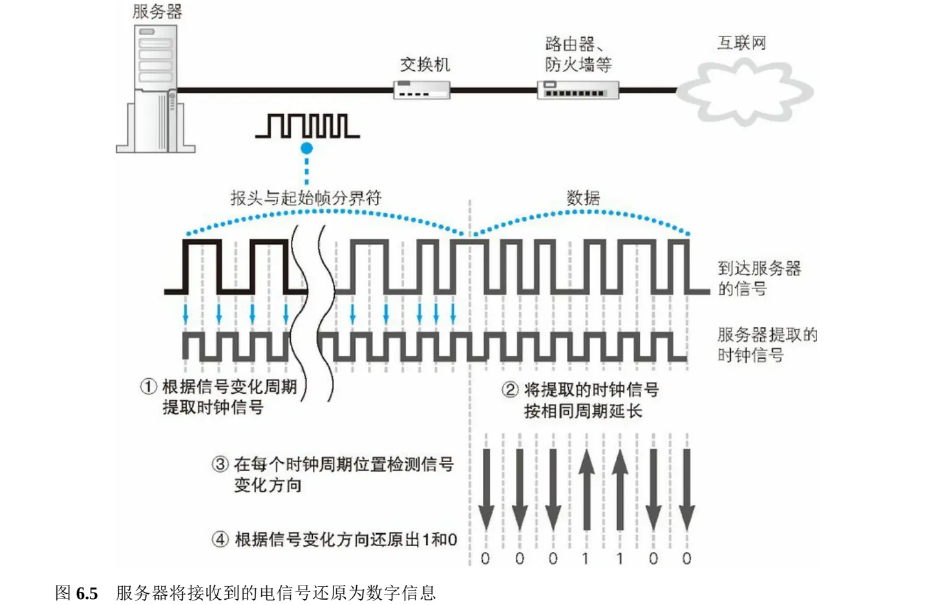 服务器
交换机
路由器、
防火墙等
互联网
报头与起始帧分界符
数据
到达服务器
的信号
服务器提取的
时钟信号
① 根据信号变化周期
提取时钟信号
② 将提取的时钟信号
按相同周期延长
③ 在每个时钟周期位置检测信号
变化方向
④ 根据信号变化方向还原出1和0
0 0 0 1 1 0 0
图 6.5 服务器将接收到的电信号还原为数字信息